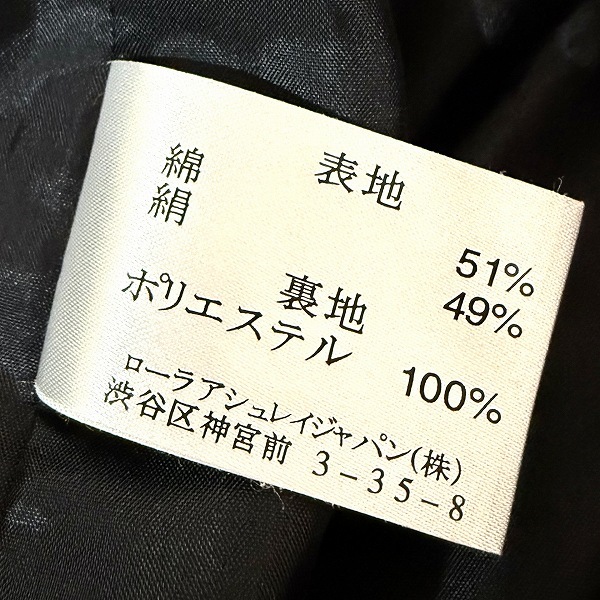 表地
綿 51%
絹 49%
裏地
ポリエステル 100%
ローラアシュレイジャパン(株)
渋谷区神宮前 3-35-8